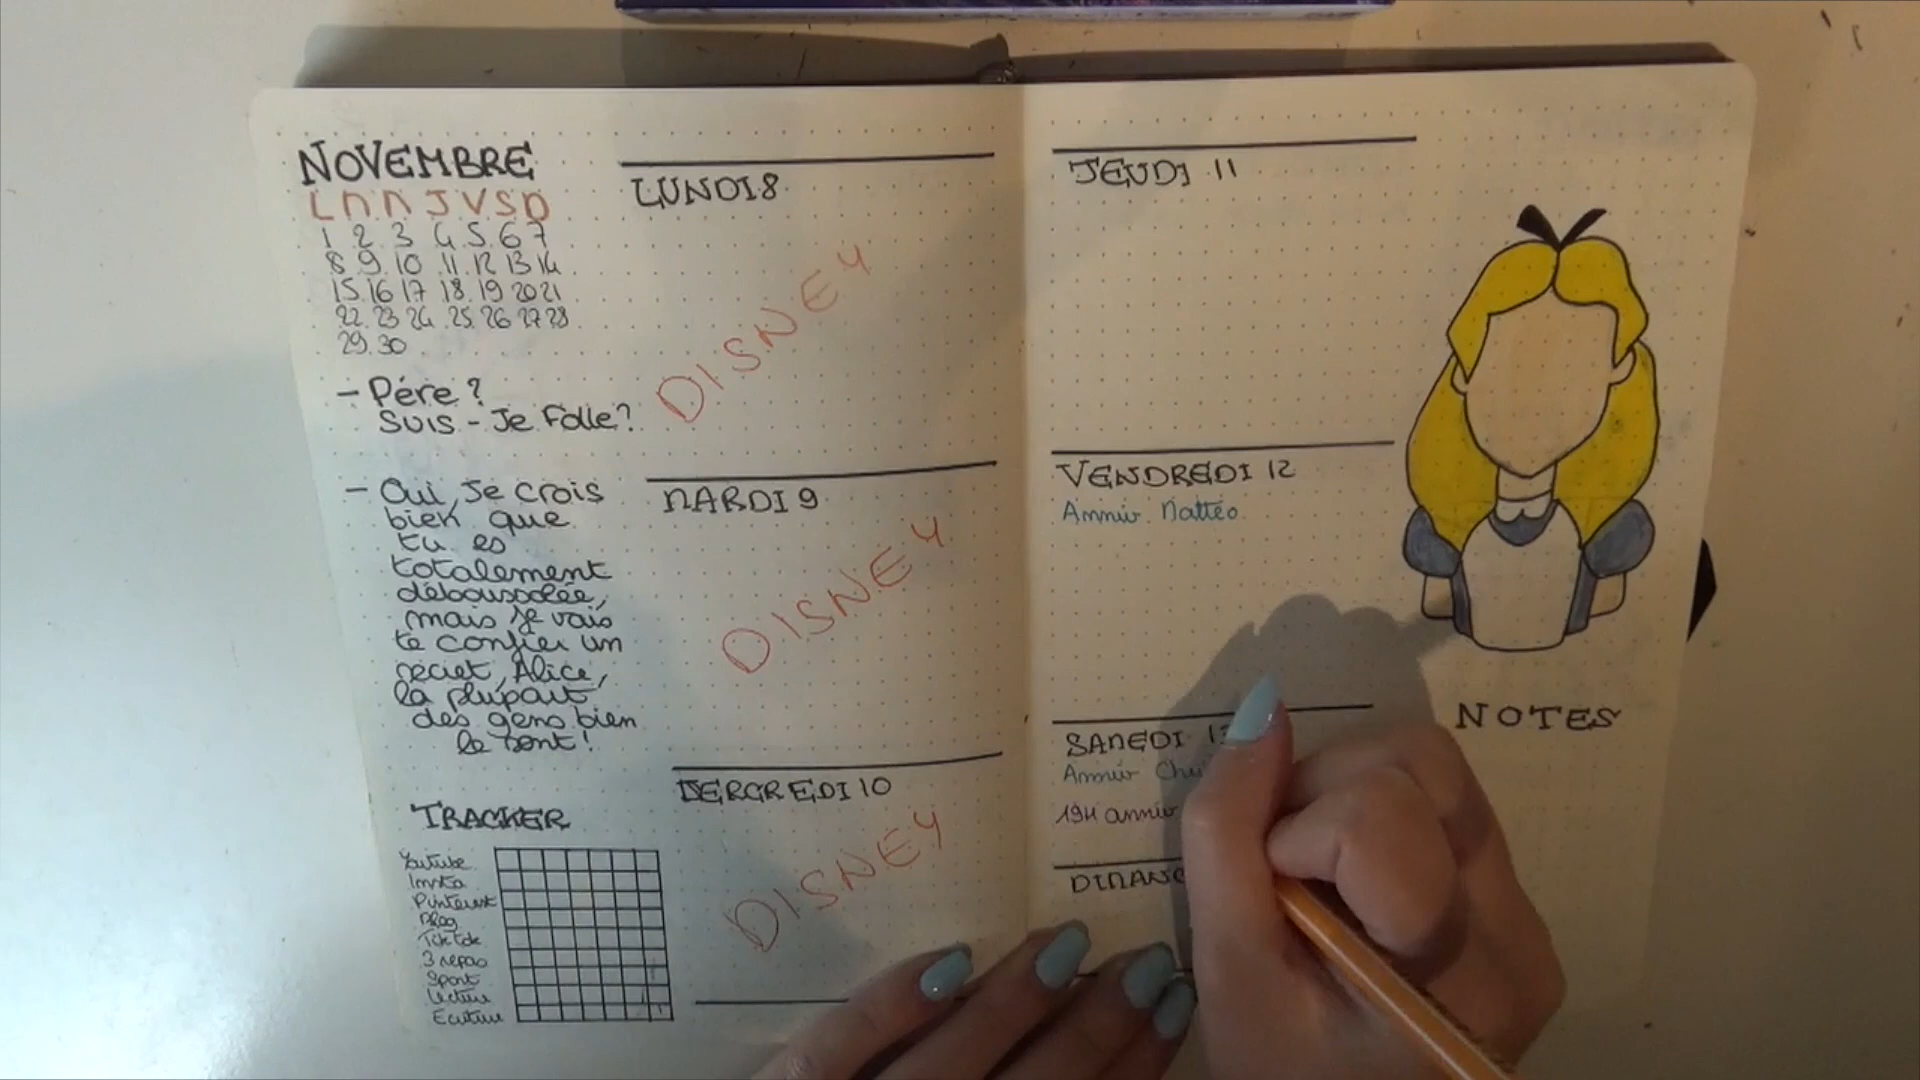 NOVEMBRE
L M M J V S D
1 2 3 4 5 6 7
8 9 10 11 12 13 14
15 16 17 18 19 20 21
22 23 24 25 26 27 28
29 30
- Père ?
Suis-Je Folle ?
- Oui, Je crois
bien que
tu es
totalement
déboussolée,
mais je vais
te confier un
secret, Alice,
la plupart
des gens bien
le sont !
TRACKER
Youtube
Insta
Pinterest
Blog
Tiktok
3 repas
Sport
Lecture
Ecriture
LUNDI 8
DISNEY
MARDI 9
DISNEY
MERCREDI 10
DISNEY
JEUDI 11
VENDREDI 12
Anniv Mattéo
SAMEDI
Anniv
19H anniv
NOTES